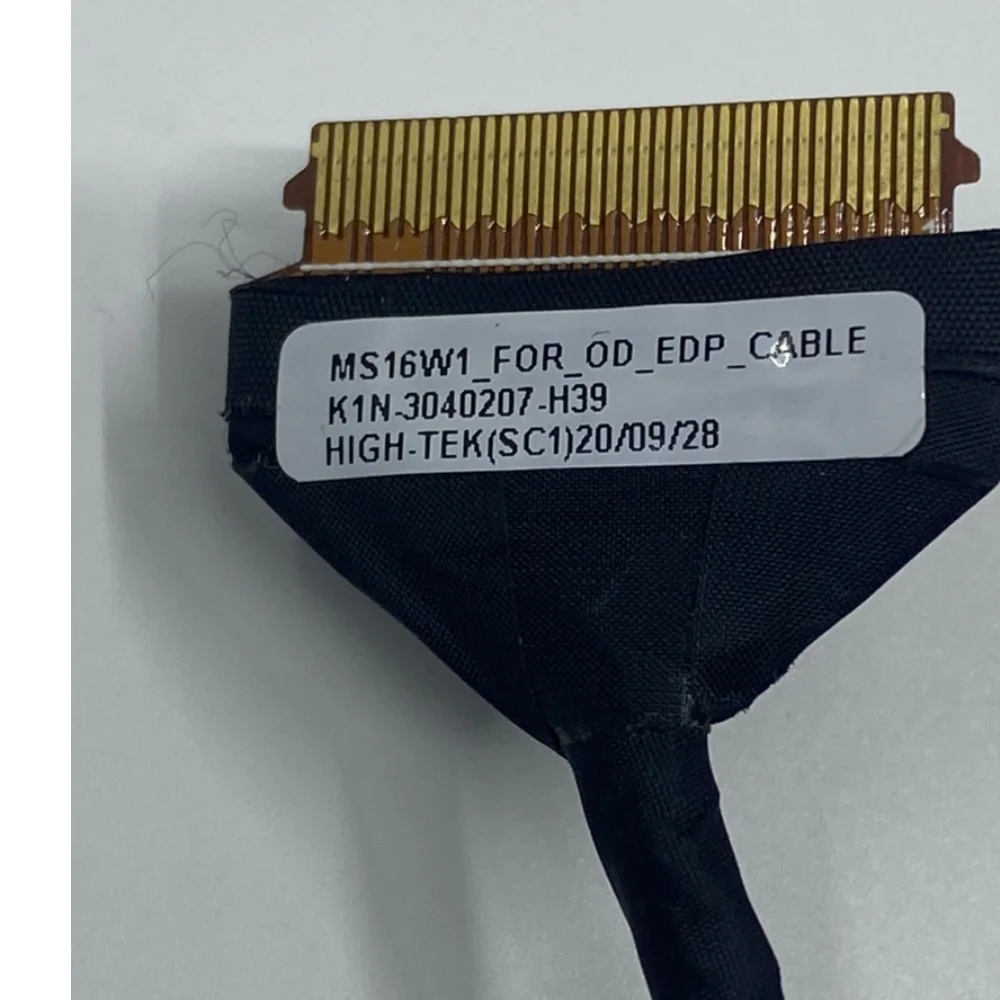 MS16W1_FOR_OD_EDP_CABLE
K1N-3040207-H39
HIGH-TEK(SC1)20/09/28